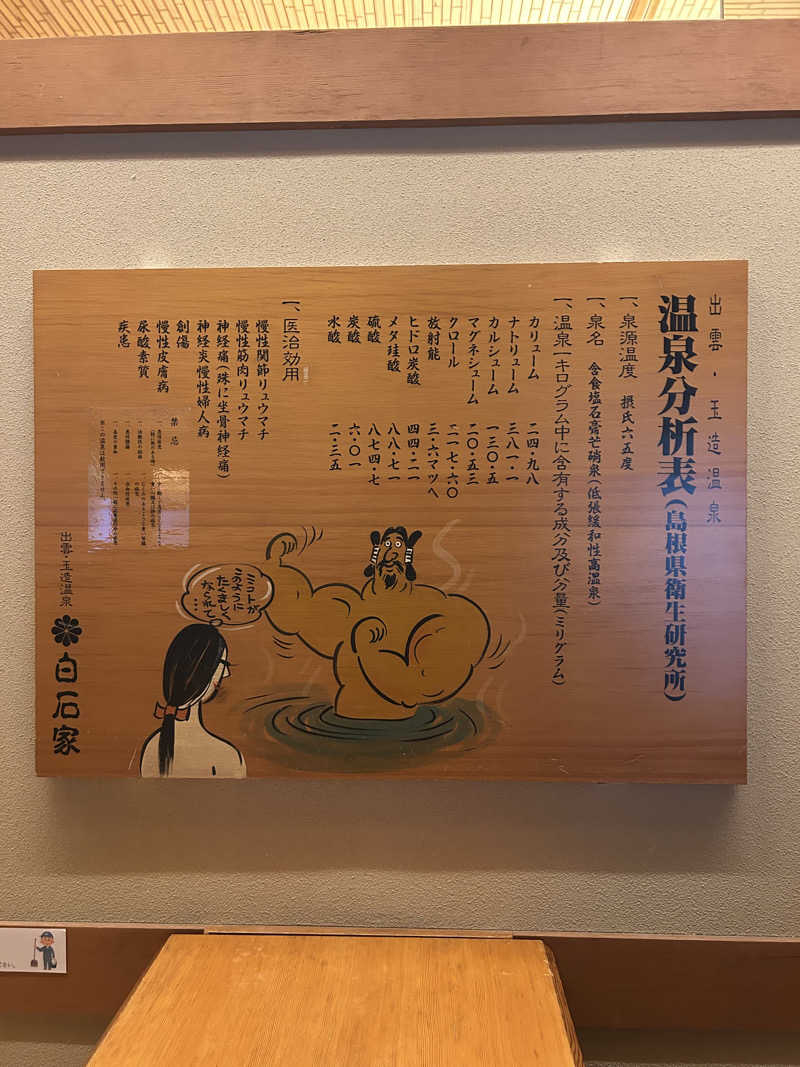 出雲・玉造温泉
温泉分析表(島根県衛生研究所)
一、泉源温度 摂氏六五度
一、泉名 含食塩石膏芒硝泉(低張緩和性高温泉)
一、温泉一キログラム中に含有する成分及び分量(ミリグラム)
カリューム 二四・九八
ナトリューム 三八一・一
カルシューム 一三〇・五
マグネシューム 二〇・五三
クロール 二一七・六〇
放射能 三・六マツヘ
ヒドロ炭酸 四四・二一
メタ珪酸 八八・七一
硫酸 八七四・七
炭酸 六・〇一
水酸 二・三五
一、医治効用
慢性関節リュウマチ
慢性筋肉リュウマチ
神経痛(殊に坐骨神経痛)
神経炎慢性婦人病
創傷
慢性皮膚病
尿酸素質
疾患
禁忌
ミコトが
このように
たくましく
なられて
・・・
出雲・玉造温泉
白石家